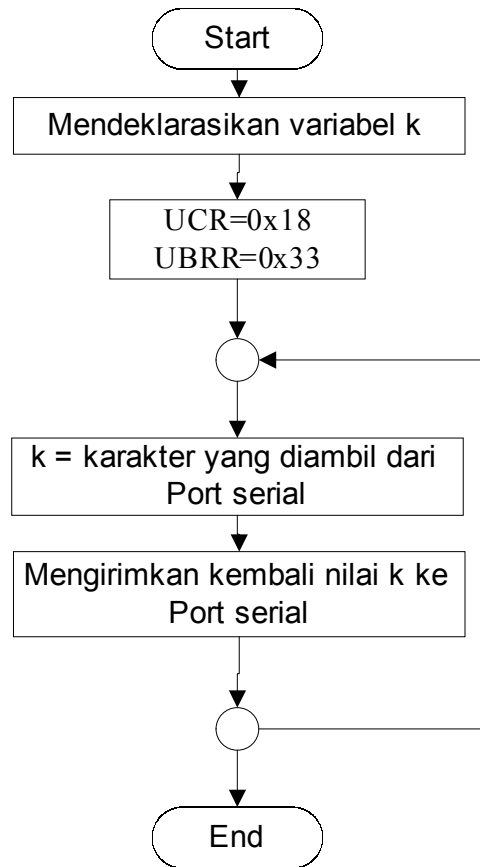 Start
Mendeklarasikan variabel k
UCR=0x18
UBRR=0x33
k = karakter yang diambil dari
Port serial
Mengirimkan kembali nilai k ke
Port serial
End